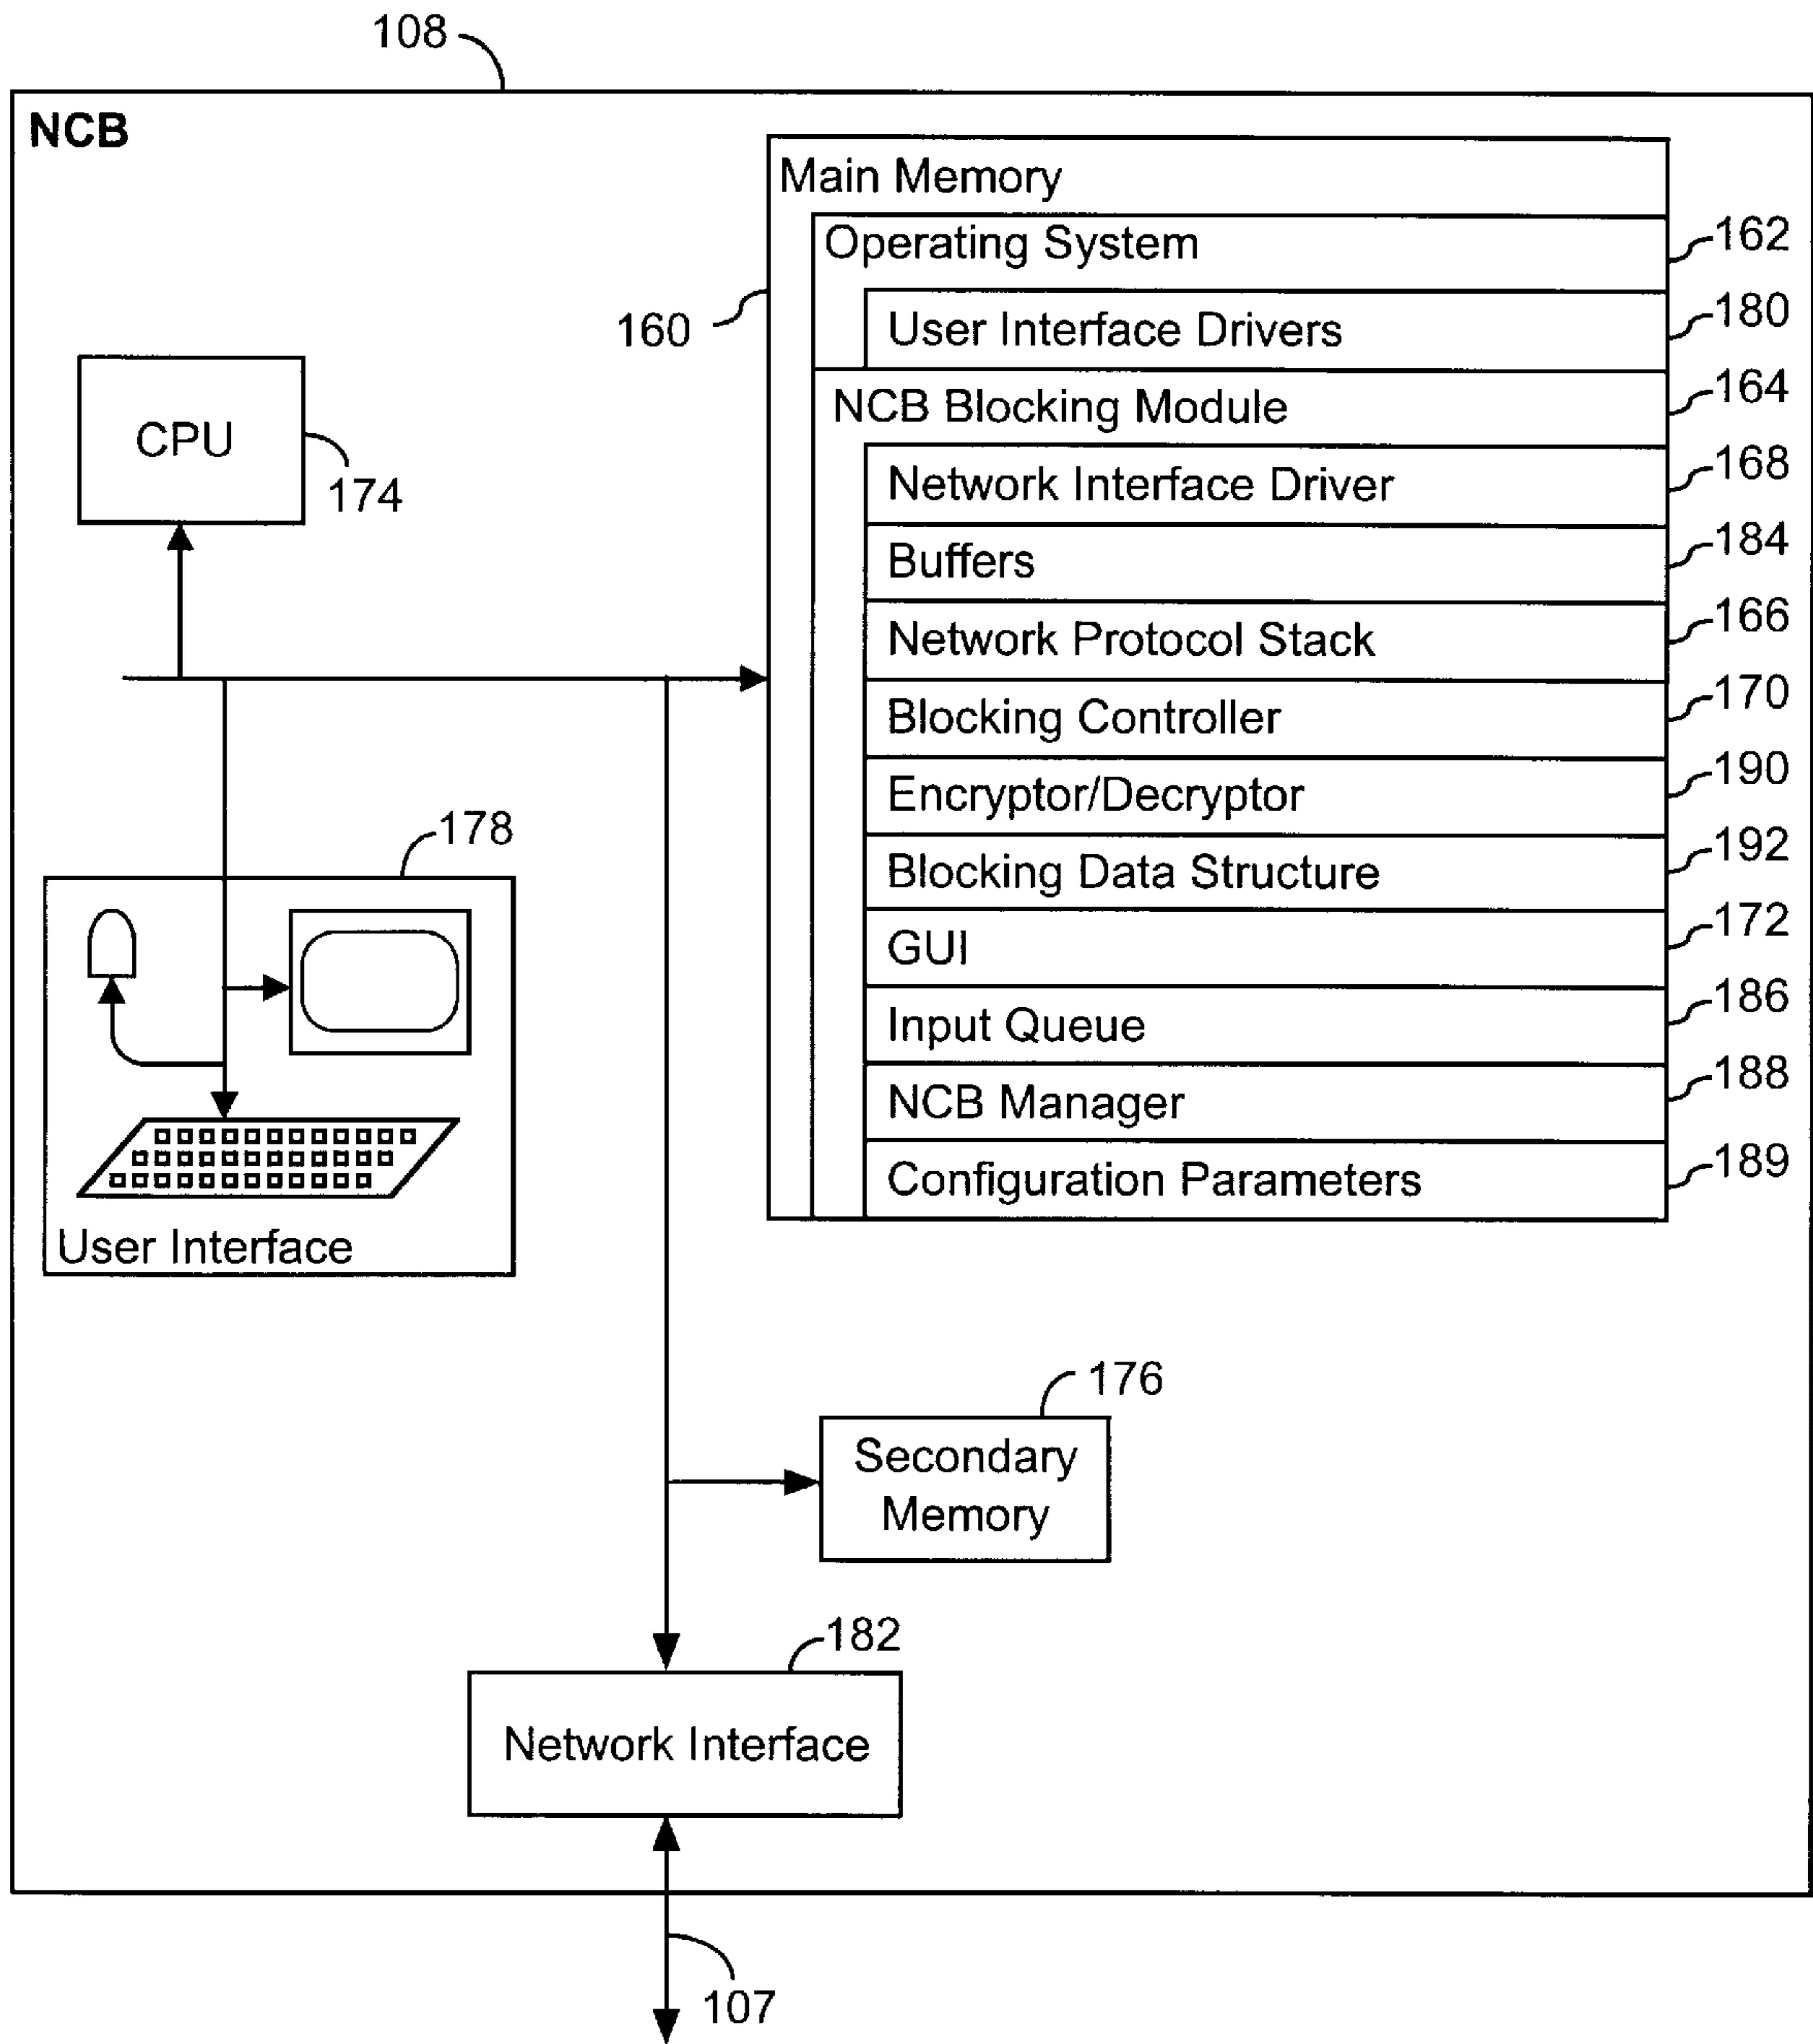 108
NCB
Main Memory
Operating System
162
160
User Interface Drivers
180
NCB Blocking Module
164
CPU
174
Network Interface Driver
168
Buffers
184
Network Protocol Stack
166
Blocking Controller
170
Encryptor/Decryptor
190
Blocking Data Structure
192
GUI
172
Input Queue
186
NCB Manager
188
Configuration Parameters
189
178
User Interface
176
Secondary
Memory
182
Network Interface
107